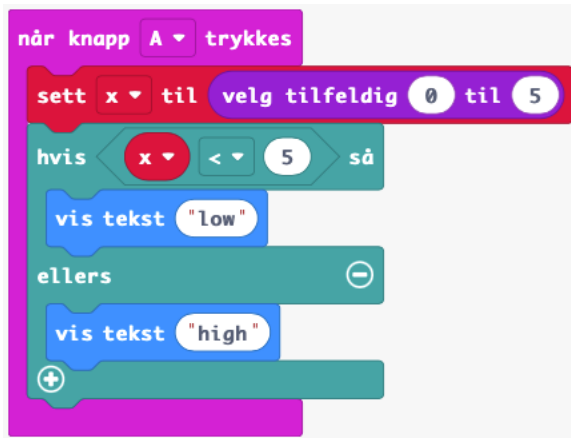 når knapp A trykkes
sett x til velg tilfeldig 0 til 5
hvis x < 5 så
vis tekst "low"
ellers
vis tekst "high"